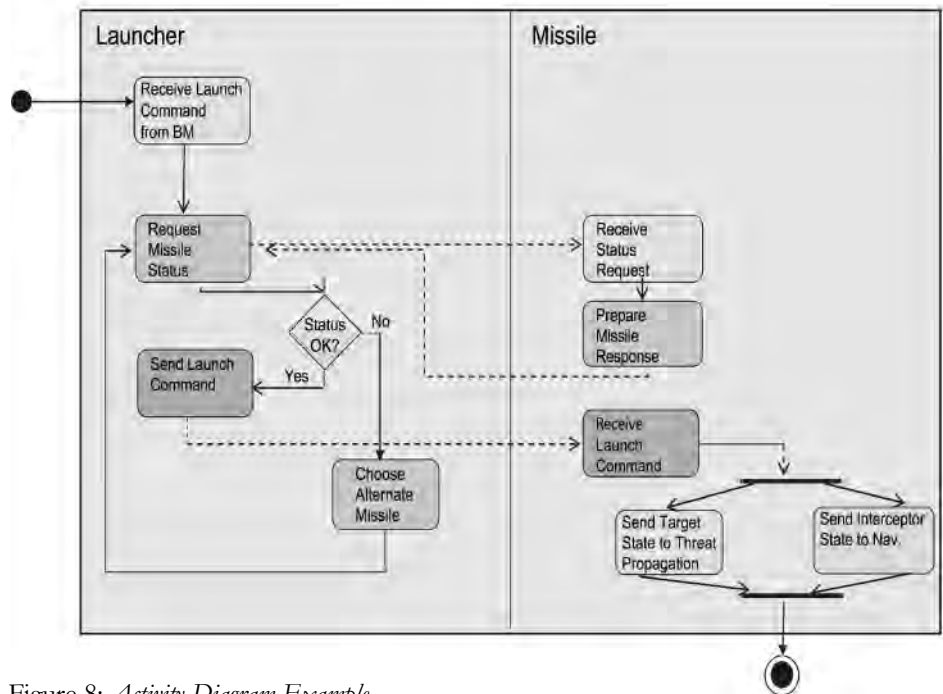 Launcher
Missile
Receive Launch
Command
from BM
Request
Missile
Status
Receive
Status
Request
Status
OK?
No
Yes
Prepare
Missile
Response
Send Launch
Command
Receive
Launch
Command
Choose
Alternate
Missile
Send Target
State to Threat
Propagation
Send Interceptor
State to Nav.
Figure 8: Activity Diagram Example